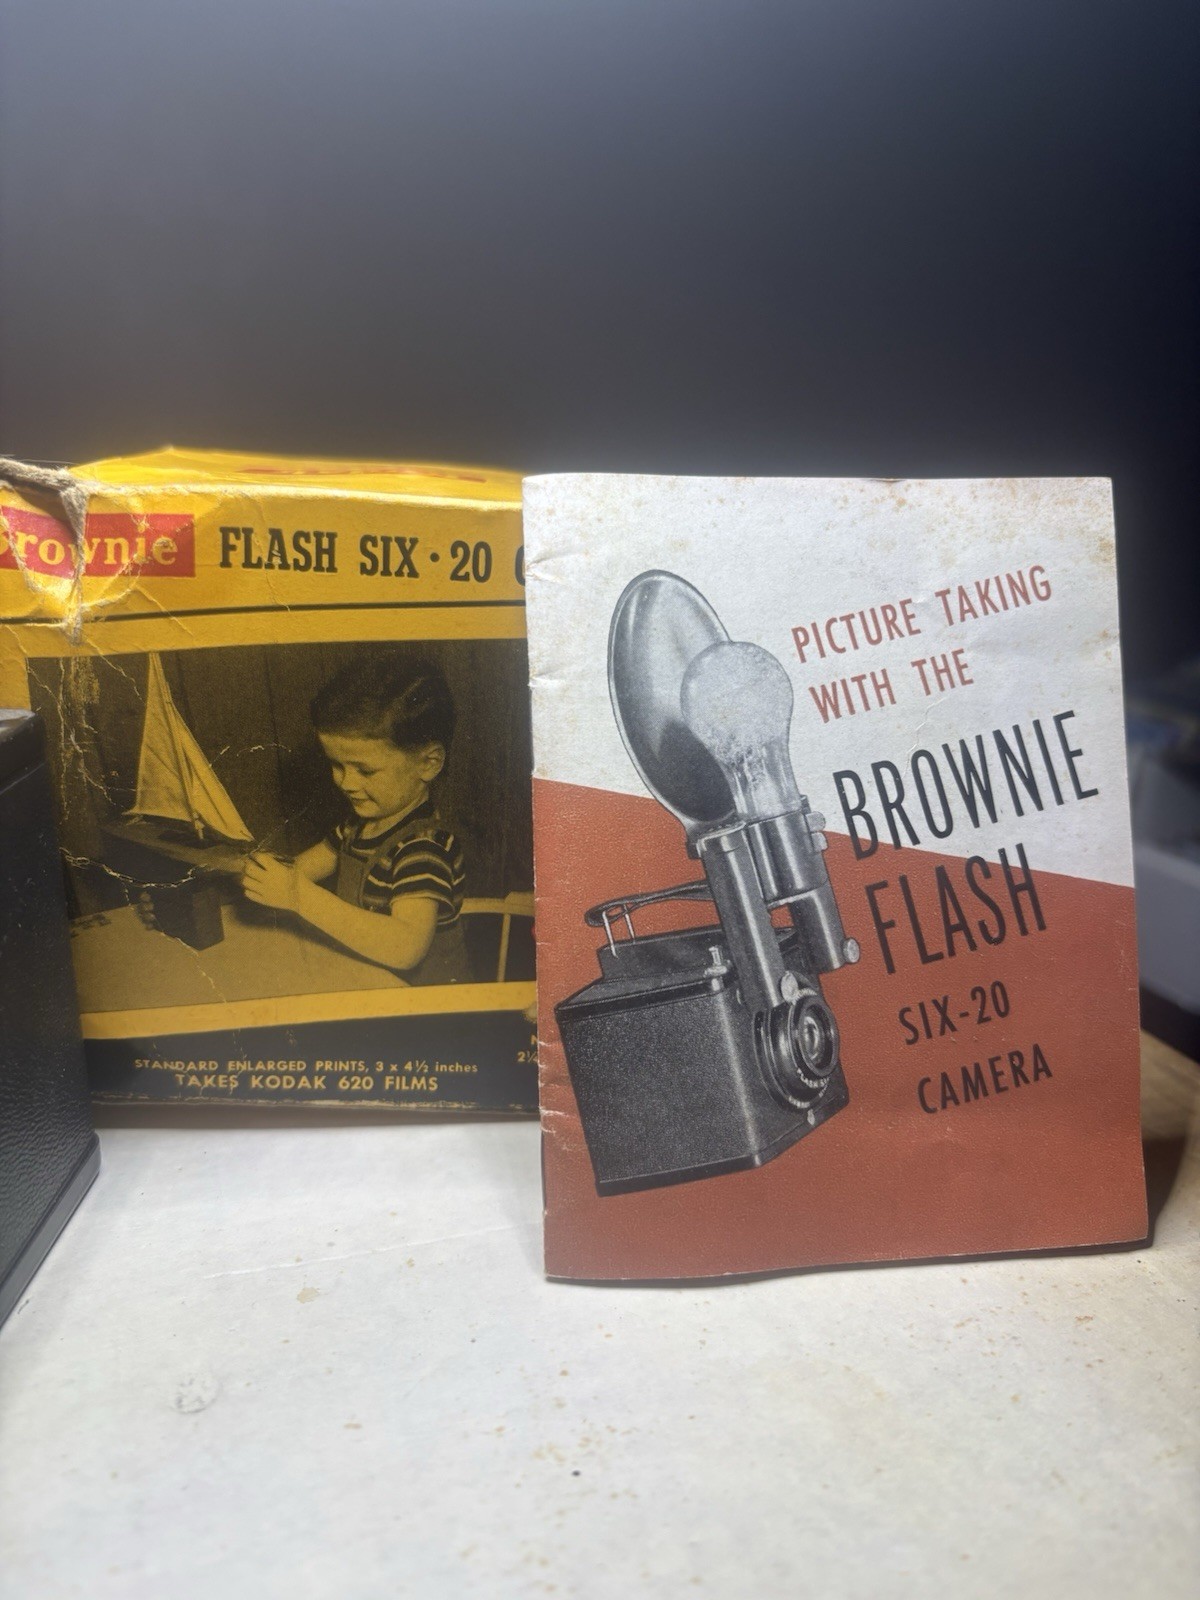 Brownie FLASH SIX·20
STANDARD ENLARGED PRINTS, 3 x 4½ inches
TAKES KODAK 620 FILMS
PICTURE TAKING
WITH THE
BROWNIE
FLASH
SIX-20
CAMERA